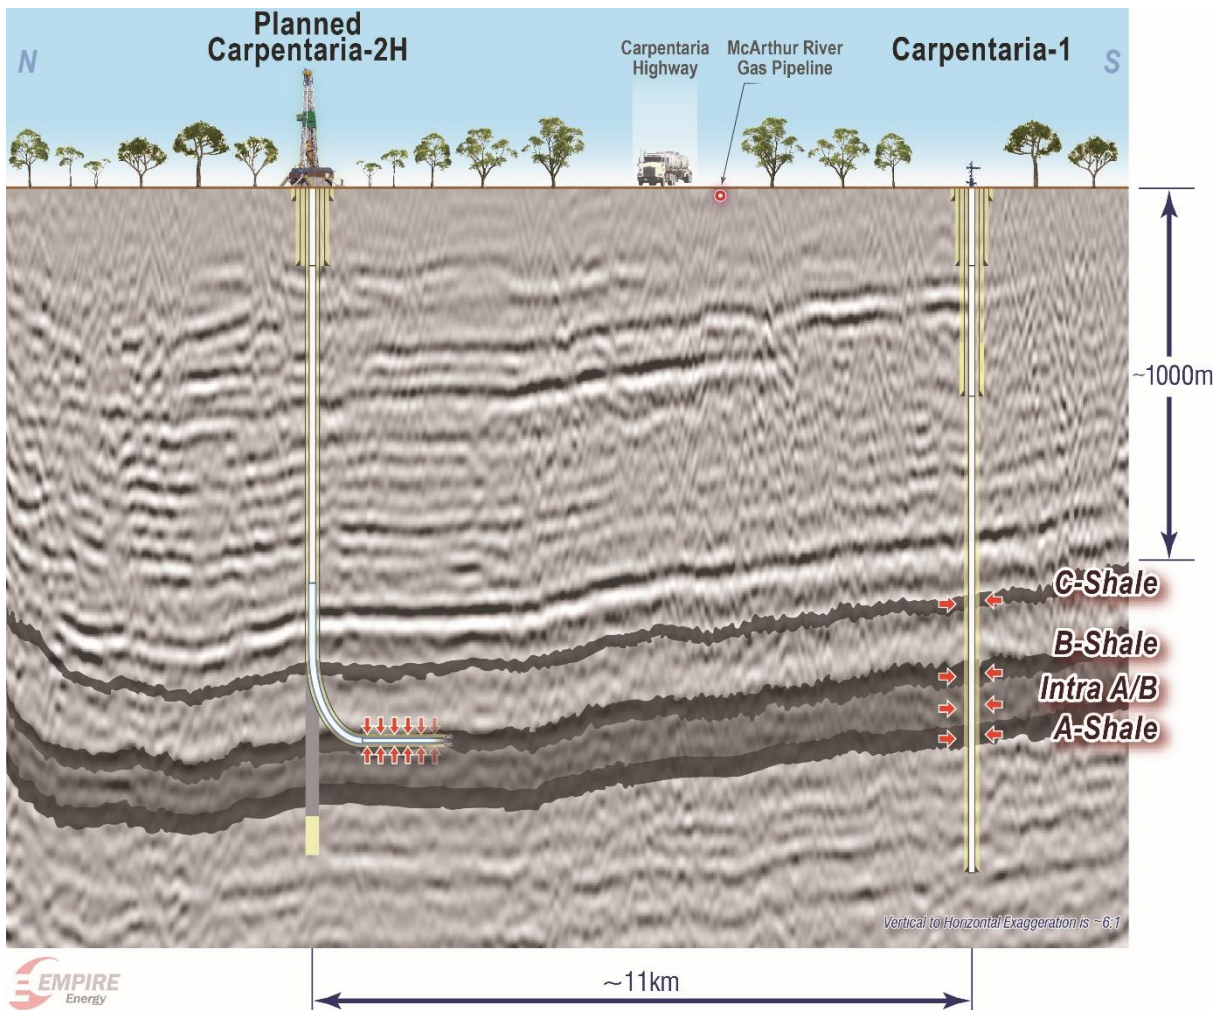 Planned
Carpentaria-2H
N
Carpentaria
Highway
McArthur River
Gas Pipeline
Carpentaria-1
S
~1000m
C-Shale
B-Shale
Intra A/B
A-Shale
Vertical to Horizontal Exaggeration is ~6:1
EMPIRE
Energy
~11km